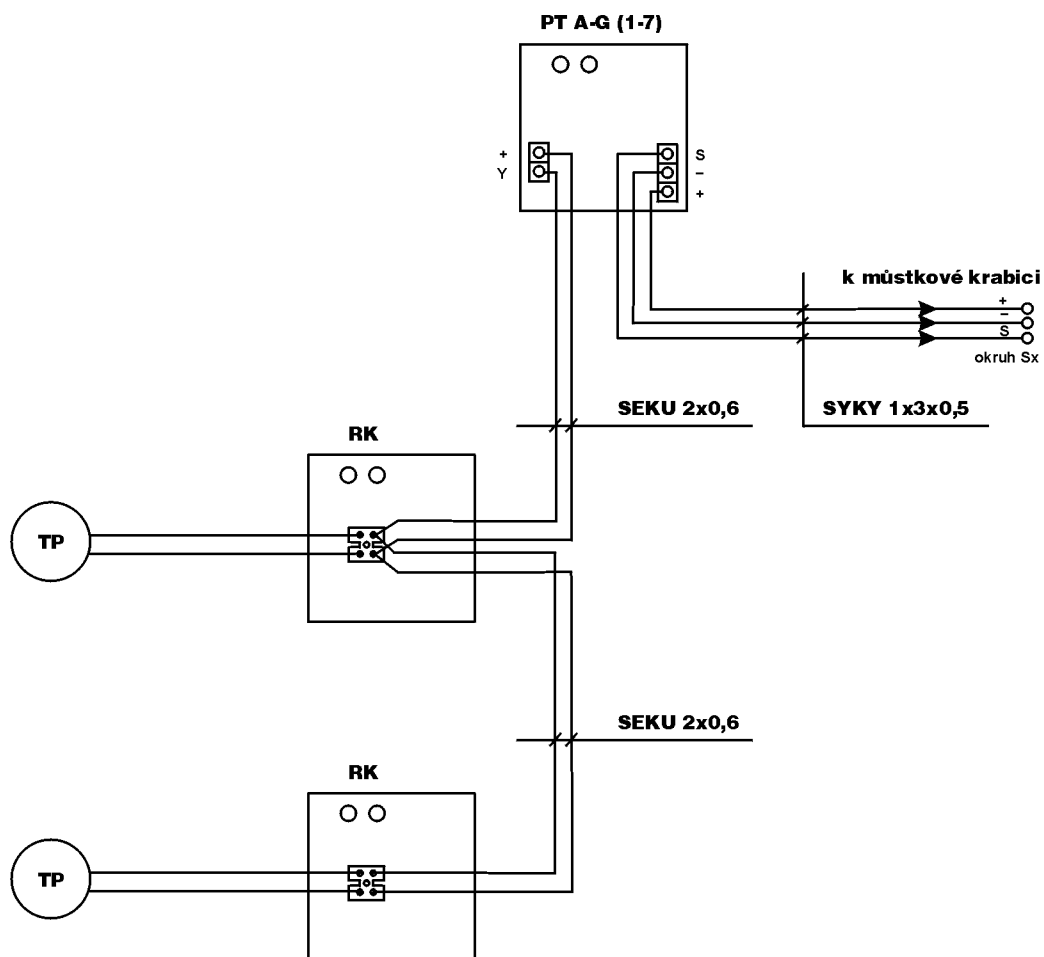 PT A-G (1-7)
+
Y
S
–
+
k můstkové krabici
+
–
S
okruh Sx
SEKU 2x0,6
SYKY 1x3x0,5
RK
TP
SEKU 2x0,6
RK
TP